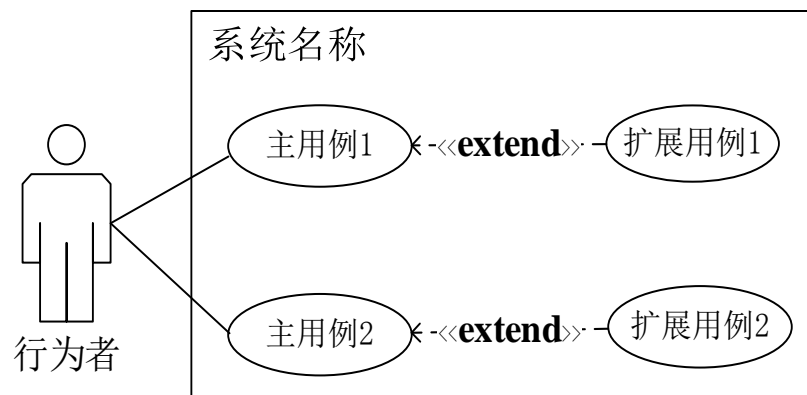 系统名称
主用例1
<<extend>>
扩展用例1
主用例2
<<extend>>
扩展用例2
行为者